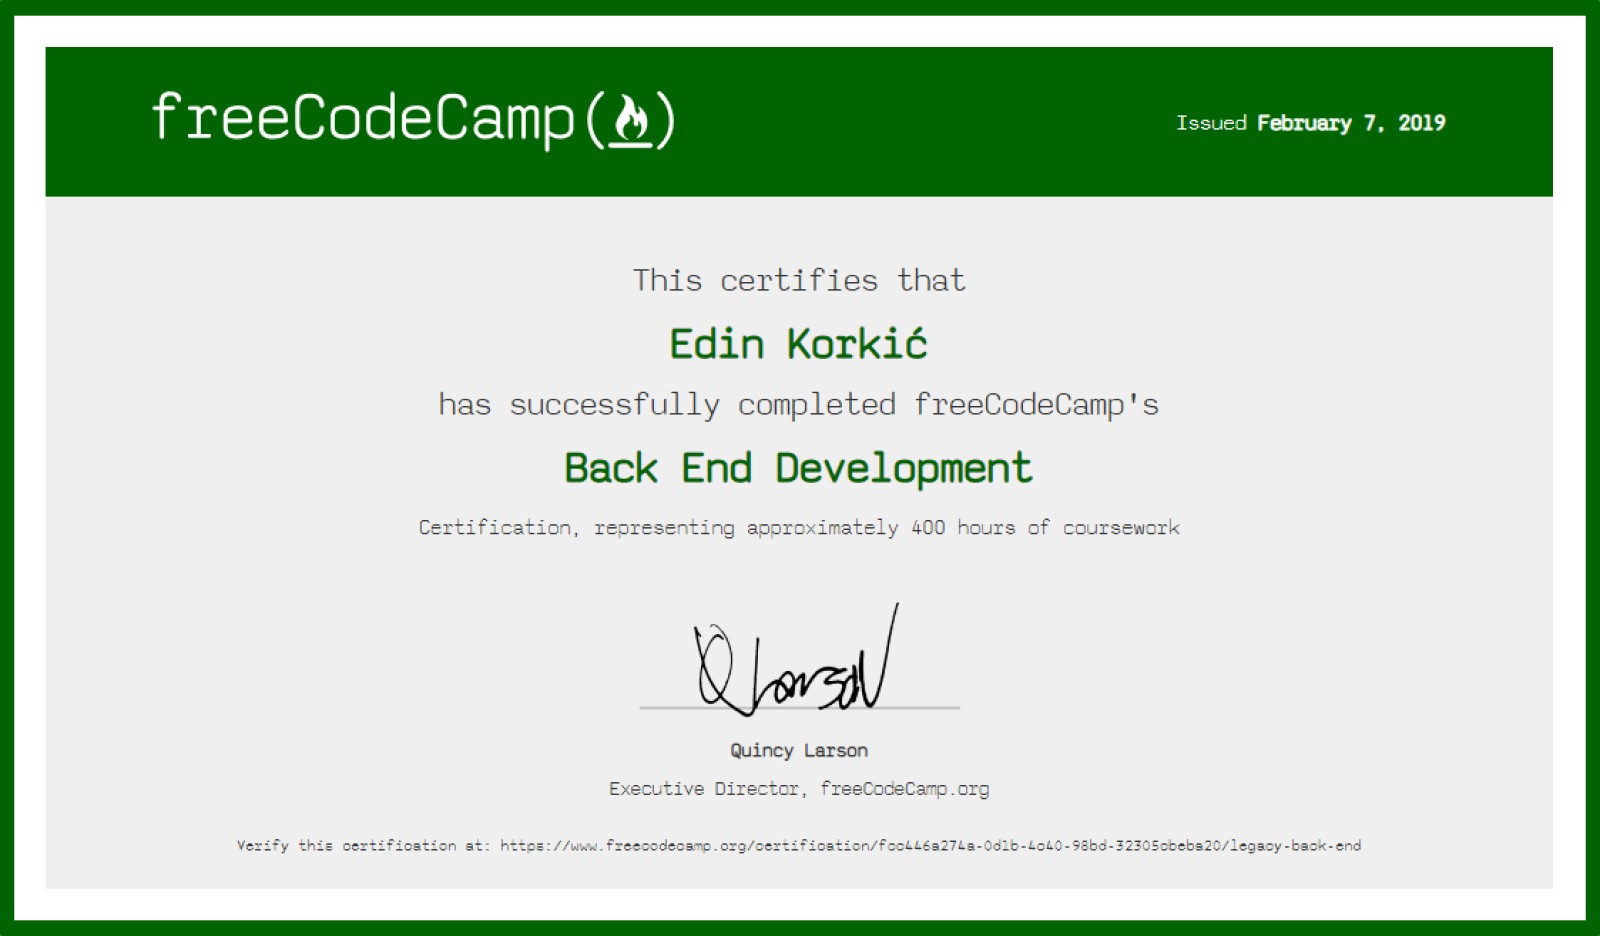 freeCodeCamp(🔥)
Issued February 7, 2019
This certifies that
Edin Korkić
has successfully completed freeCodeCamp's
Back End Development
Certification, representing approximately 400 hours of coursework
QLarson
Quincy Larson
Executive Director, freeCodeCamp.org
Verify this certification at: https://www.freecodecamp.org/certification/fcc446a274a-0d1b-4c40-98bd-32305cbeba20/legacy-back-end